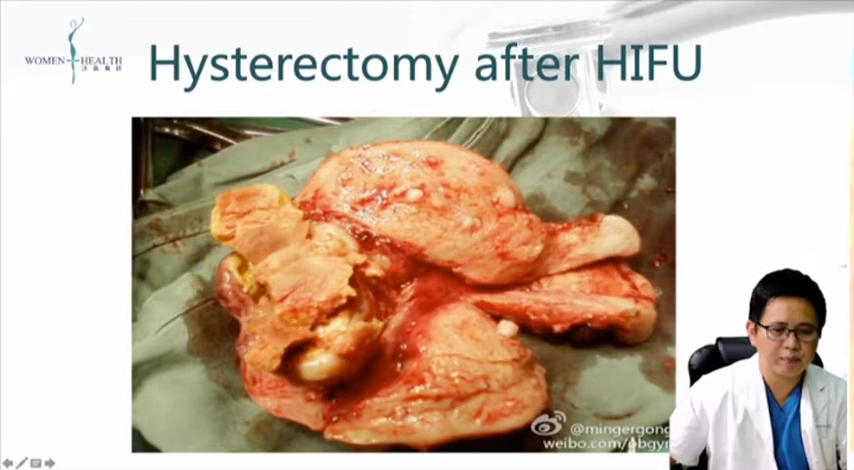 Hysterectomy after HIFU
WOMEN HEALTH
@mingergong
weibo.com/obgyn